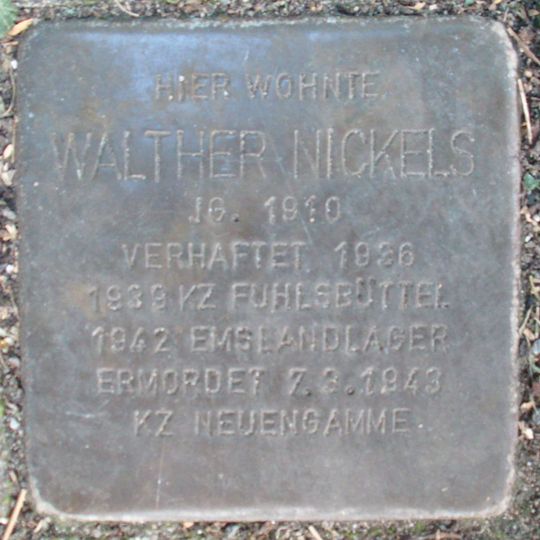 HIER WOHNTE
WALTHER NICKELS
JG. 1910
VERHAFTET 1936
1939 KZ FUHLSBÜTTEL
1942 EMSLANDLAGER
ERMORDET 7.3.1943
KZ NEUENGAMME